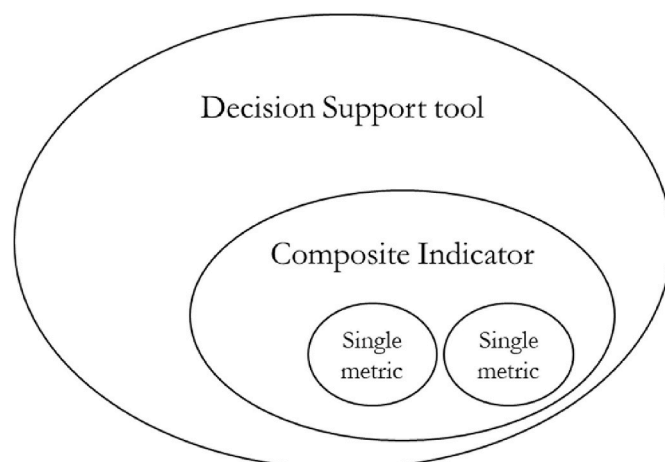 Decision Support tool
Composite Indicator
Single
metric
Single
metric